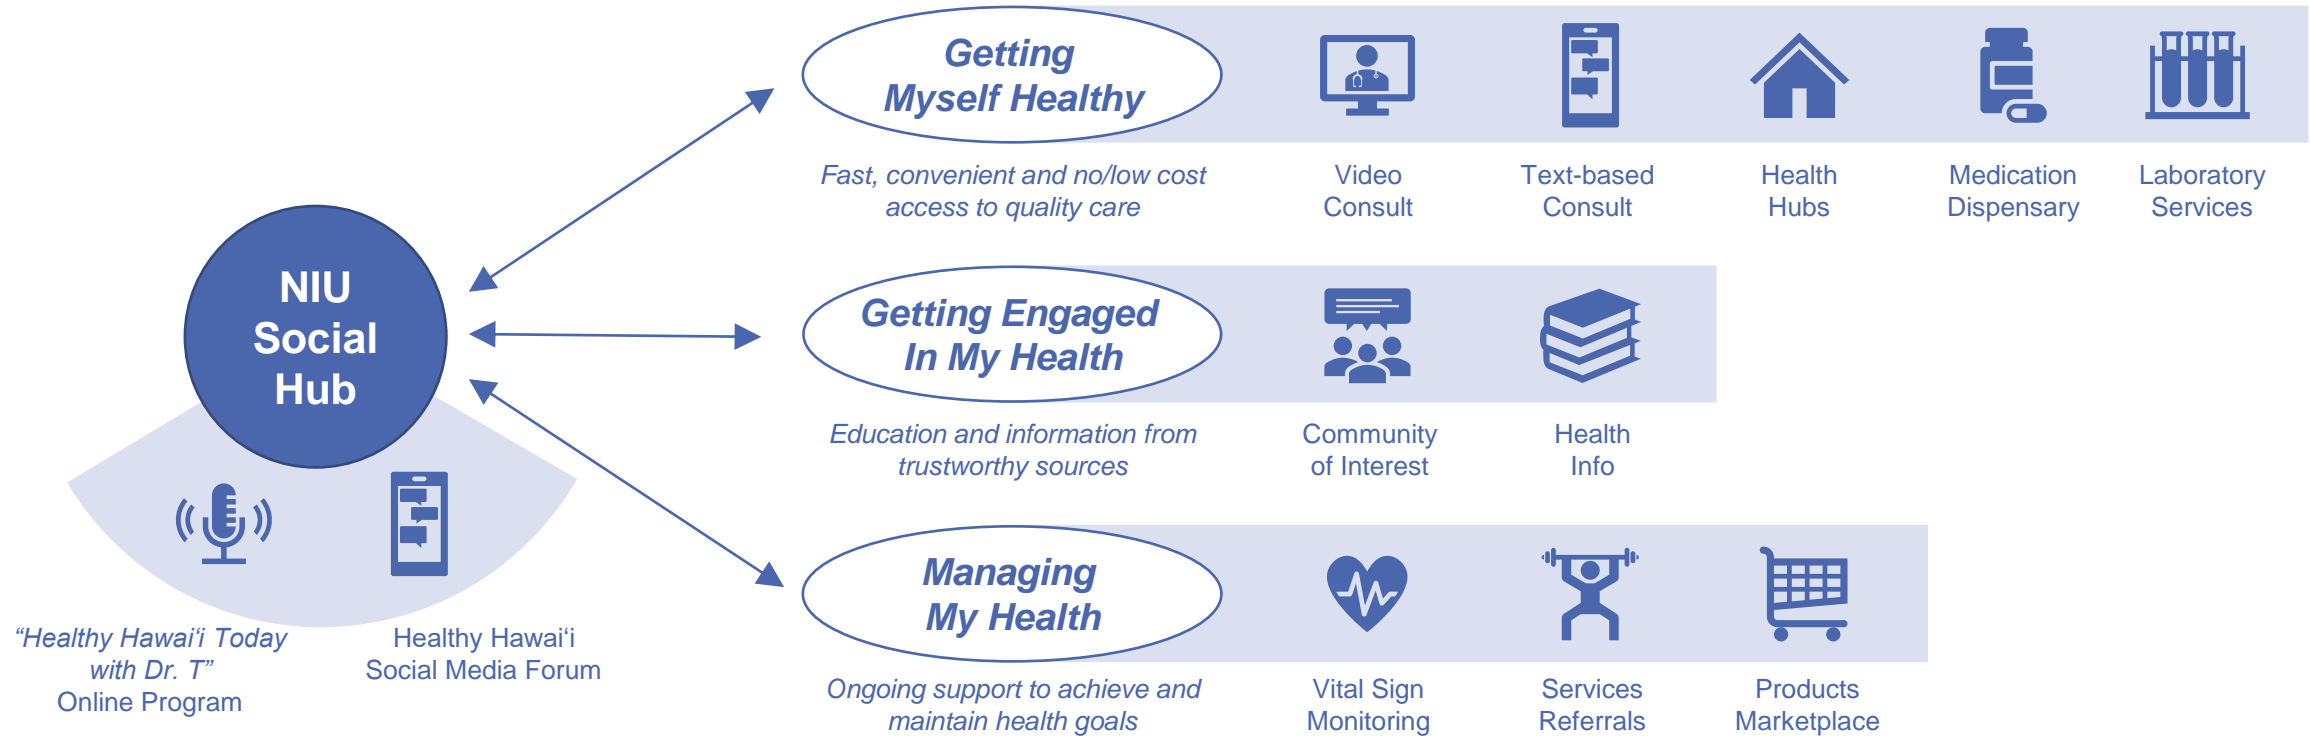 NIU
Social
Hub
“Healthy Hawai‘i Today
with Dr. T”
Online Program
Healthy Hawai‘i
Social Media Forum
Getting
Myself Healthy
Fast, convenient and no/low cost
access to quality care
Video
Consult
Text-based
Consult
Health
Hubs
Medication
Dispensary
Laboratory
Services
Getting Engaged
In My Health
Education and information from
trustworthy sources
Community
of Interest
Health
Info
Managing
My Health
Ongoing support to achieve and
maintain health goals
Vital Sign
Monitoring
Services
Referrals
Products
Marketplace